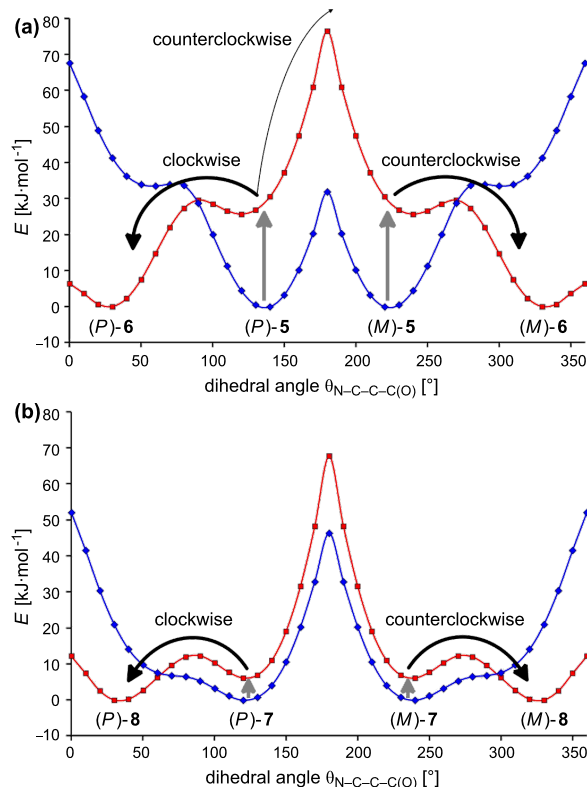 (a)
80
70
60
50
40
30
20
10
0
−10
E [kJ·mol-1]
counterclockwise
clockwise
counterclockwise
(P)-6
(P)-5
(M)-5
(M)-6
0
50
100
150
200
250
300
350
dihedral angle θN–C–C–C(O) [°]
(b)
80
70
60
50
40
30
20
10
0
−10
E [kJ·mol-1]
clockwise
counterclockwise
(P)-8
(P)-7
(M)-7
(M)-8
0
50
100
150
200
250
300
350
dihedral angle θN–C–C–C(O) [°]